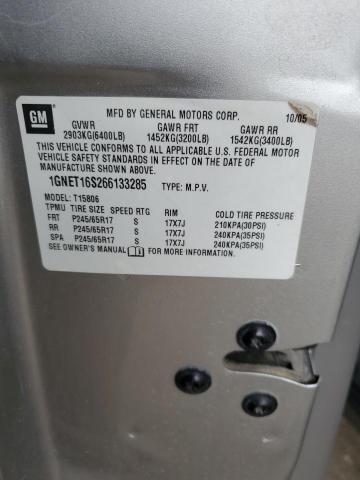 GM
MFD BY GENERAL MOTORS CORP. 10/05
GVWR GAWR FRT GAWR RR
2903KG(6400LB) 1452KG(3200LB) 1542KG(3400LB)
THIS VEHICLE CONFORMS TO ALL APPLICABLE U.S. FEDERAL MOTOR
VEHICLE SAFETY STANDARDS IN EFFECT ON THE DATE OF
MANUFACTURE SHOWN ABOVE.
1GNET16S266133285 TYPE: M.P.V.
MODEL: T15806
TPMU TIRE SIZE SPEED RTG RIM COLD TIRE PRESSURE
FRT P245/65R17 S 17X7J 210KPA(30PSI)
RR P245/65R17 S 17X7J 240KPA(35PSI)
SPA P245/65R17 S 17X7J 240KPA(35PSI)
SEE OWNER'S MANUAL FOR MORE INFORMATION.